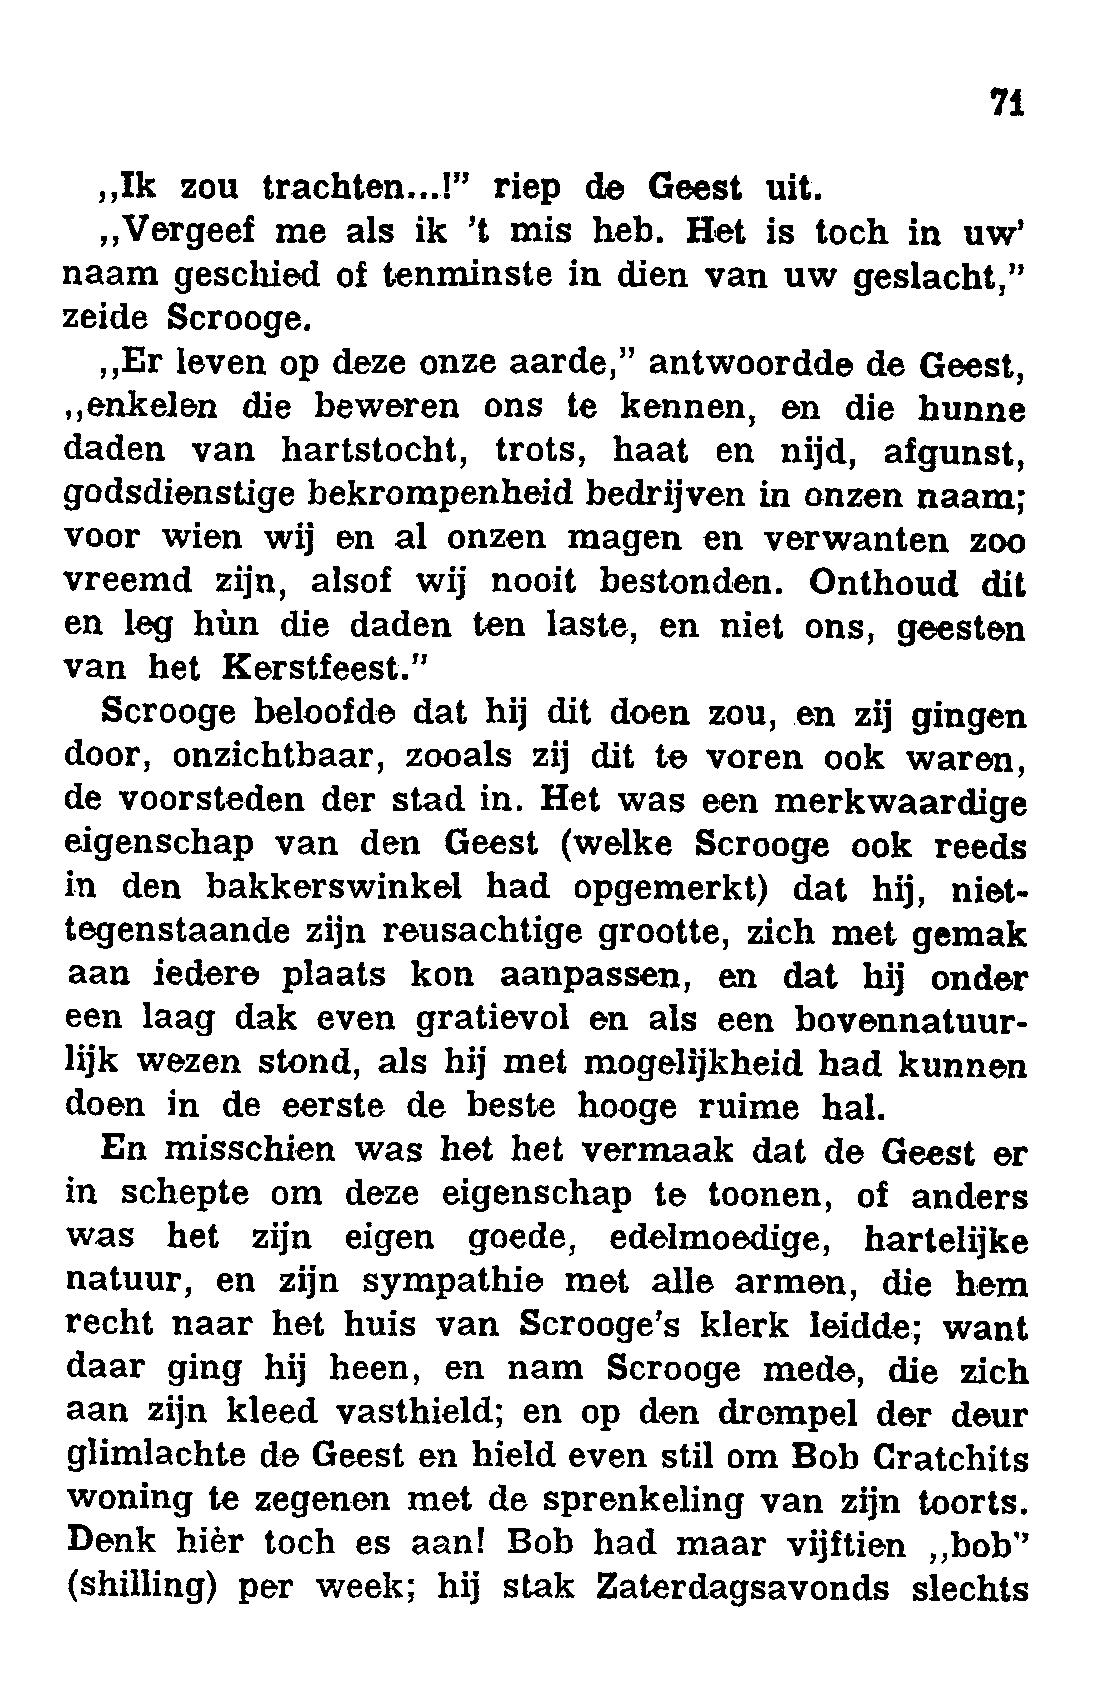 71
„Ik zou trachten...!” riep de Geest uit.
„Vergeef me als ik 't mis heb. Het is toch in uw'
naam geschied of tenminste in dien van uw geslacht,”
zeide Scrooge.
„Er leven op deze onze aarde,” antwoordde de Geest,
„enkelen die beweren ons te kennen, en die hunne
daden van hartstocht, trots, haat en nijd, afgunst,
godsdienstige bekrompenheid bedrijven in onzen naam;
voor wien wij en al onzen magen en verwanten zoo
vreemd zijn, alsof wij nooit bestonden. Onthoud dit
en leg hùn die daden ten laste, en niet ons, geesten
van het Kerstfeest.”
Scrooge beloofde dat hij dit doen zou, en zij gingen
door, onzichtbaar, zooals zij dit te voren ook waren,
de voorsteden der stad in. Het was een merkwaardige
eigenschap van den Geest (welke Scrooge ook reeds
in den bakkerswinkel had opgemerkt) dat hij, niet-
tegenstaande zijn reusachtige grootte, zich met gemak
aan iedere plaats kon aanpassen, en dat hij onder
een laag dak even gratievol en als een bovennatuur-
lijk wezen stond, als hij met mogelijkheid had kunnen
doen in de eerste de beste hooge ruime hal.
En misschien was het het vermaak dat de Geest er
in schepte om deze eigenschap te toonen, of anders
was het zijn eigen goede, edelmoedige, hartelijke
natuur, en zijn sympathie met alle armen, die hem
recht naar het huis van Scrooge's klerk leidde; want
daar ging hij heen, en nam Scrooge mede, die zich
aan zijn kleed vasthield; en op den drempel der deur
glimlachte de Geest en hield even stil om Bob Cratchits
woning te zegenen met de sprenkeling van zijn toorts.
Denk hièr toch es aan! Bob had maar vijftien „bob”
(shilling) per week; hij stak Zaterdagsavonds slechts